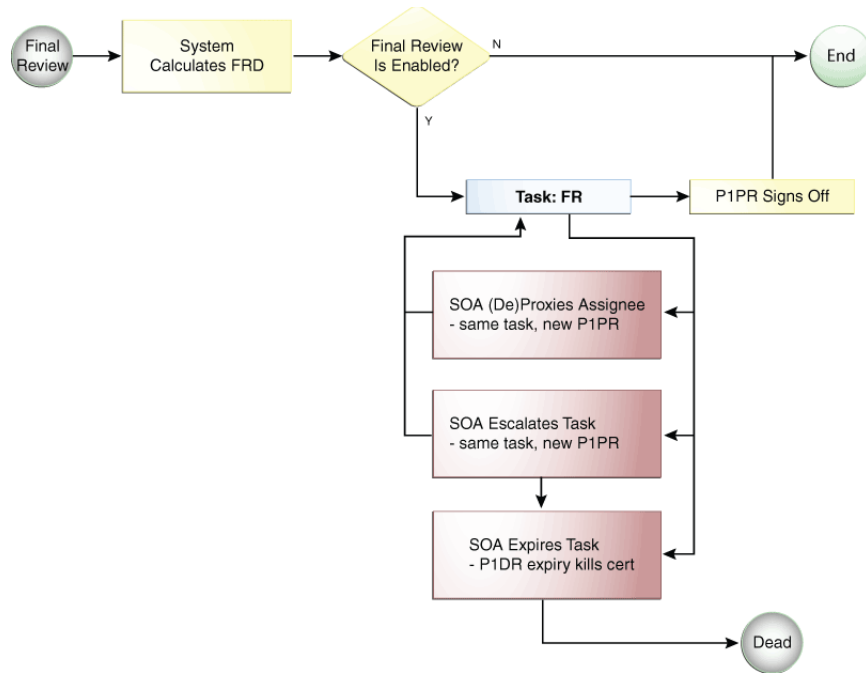 Final
Review
System
Calculates FRD
Final Review
Is Enabled?
N
End
Y
Task: FR
P1PR Signs Off
SOA (De)Proxies Assignee
- same task, new P1PR
SOA Escalates Task
- same task, new P1PR
SOA Expires Task
- P1DR expiry kills cert
Dead